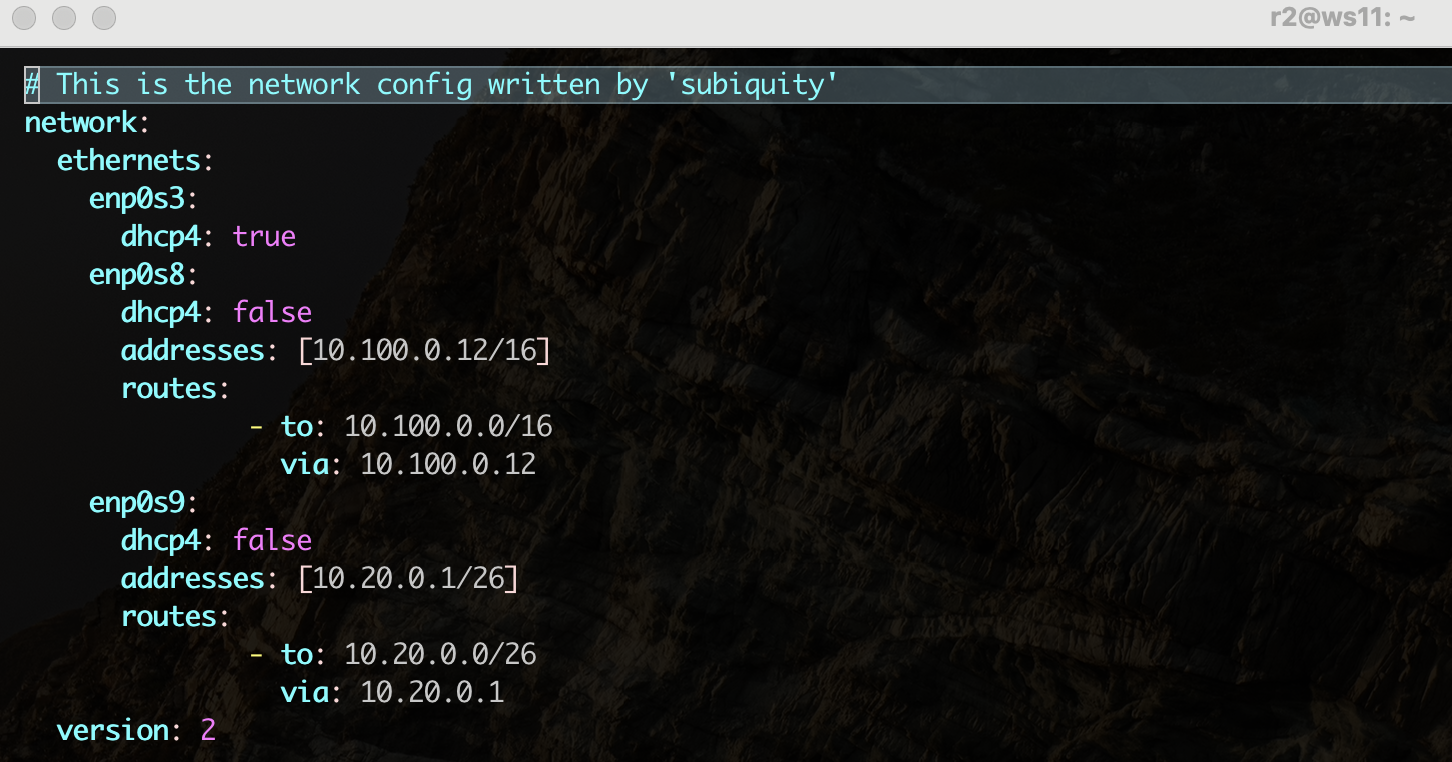 r2@ws11: ~
# This is the network config written by 'subiquity'
network:
  ethernets:
    enp0s3:
      dhcp4: true
    enp0s8:
      dhcp4: false
      addresses: [10.100.0.12/16]
      routes:
              - to: 10.100.0.0/16
                via: 10.100.0.12
    enp0s9:
      dhcp4: false
      addresses: [10.20.0.1/26]
      routes:
              - to: 10.20.0.0/26
                via: 10.20.0.1
  version: 2